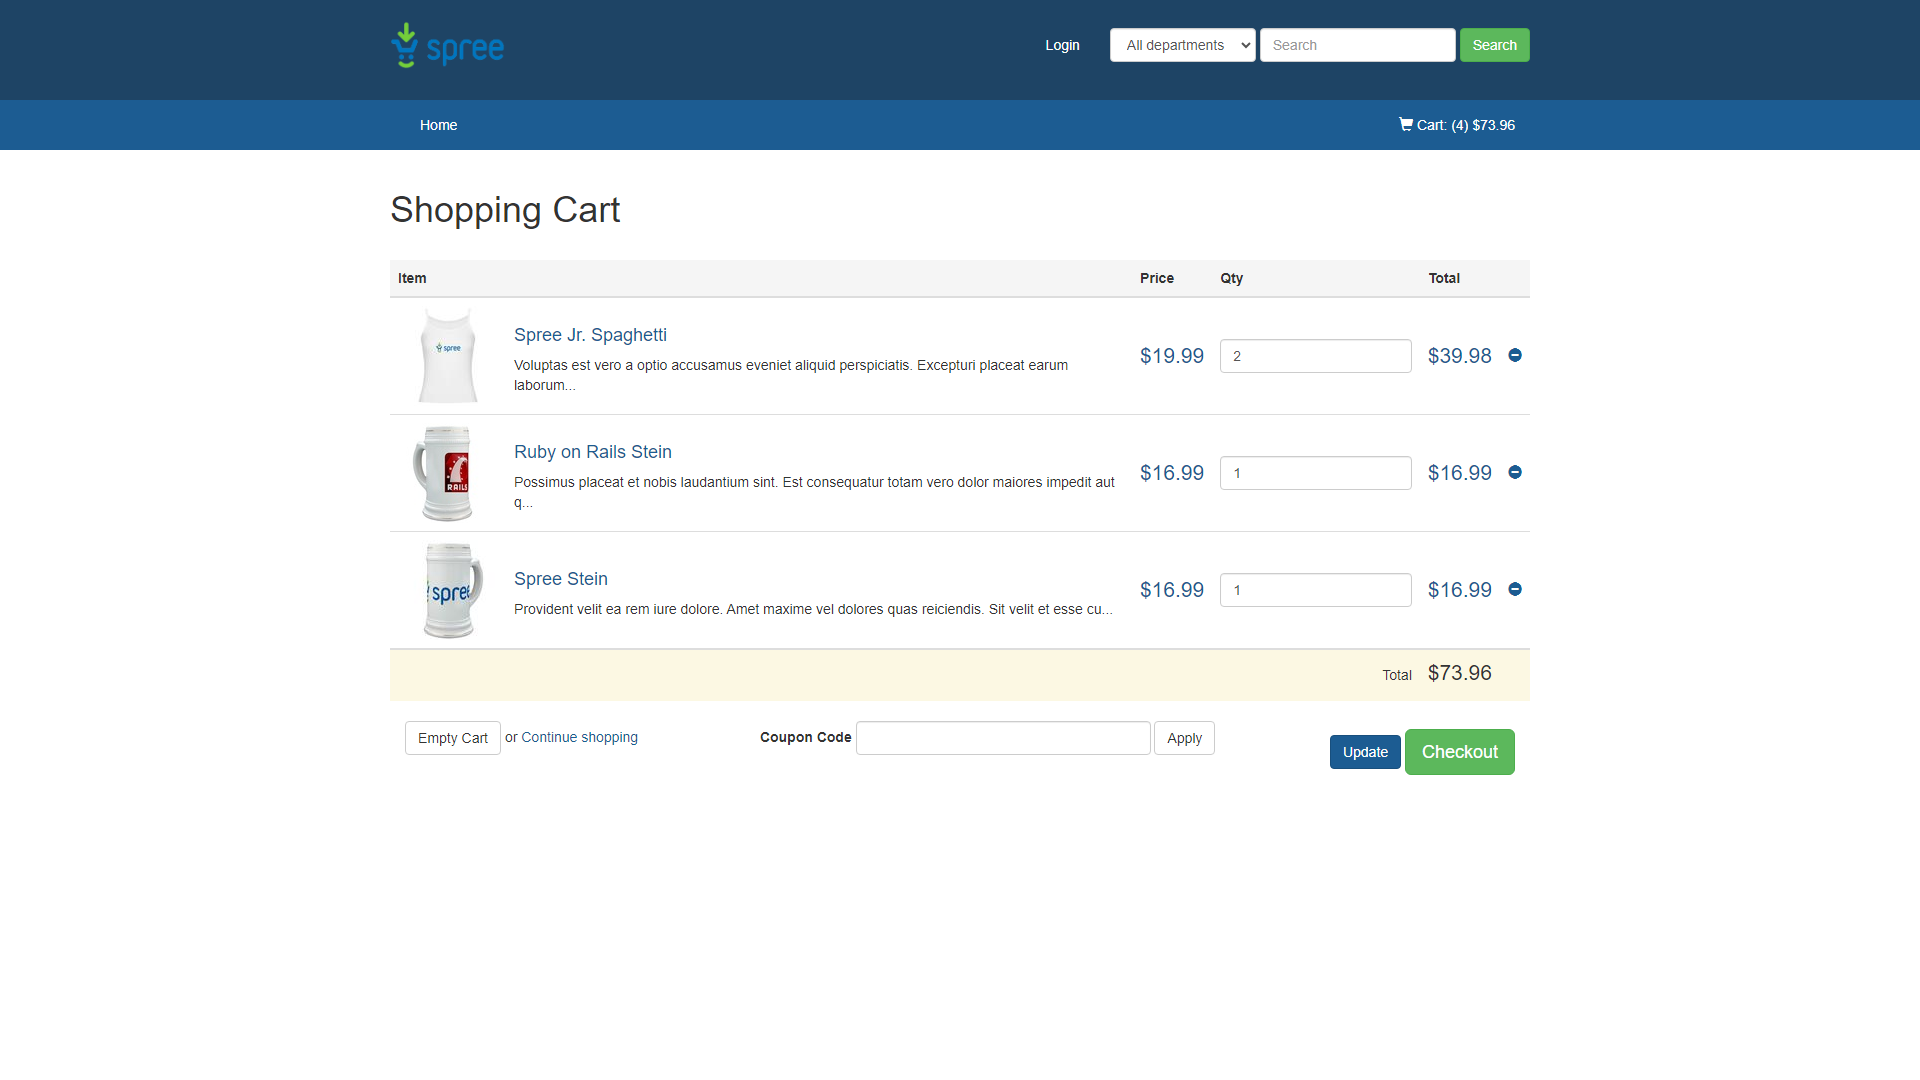 spree
Login
All departments
Search
Search
Home
Cart: (4) $73.96
Shopping Cart
Item
Price
Qty
Total
spree
Spree Jr. Spaghetti
Voluptas est vero a optio accusamus eveniet aliquid perspiciatis. Excepturi placeat earum
laborum...
$19.99
2
$39.98
RAILS
Ruby on Rails Stein
Possimus placeat et nobis laudantium sint. Est consequatur totam vero dolor maiores impedit aut
q...
$16.99
1
$16.99
spree
Spree Stein
Provident velit ea rem iure dolore. Amet maxime vel dolores quas reiciendis. Sit velit et esse cu...
$16.99
1
$16.99
Total $73.96
Empty Cart or Continue shopping
Coupon Code
Apply
Update
Checkout